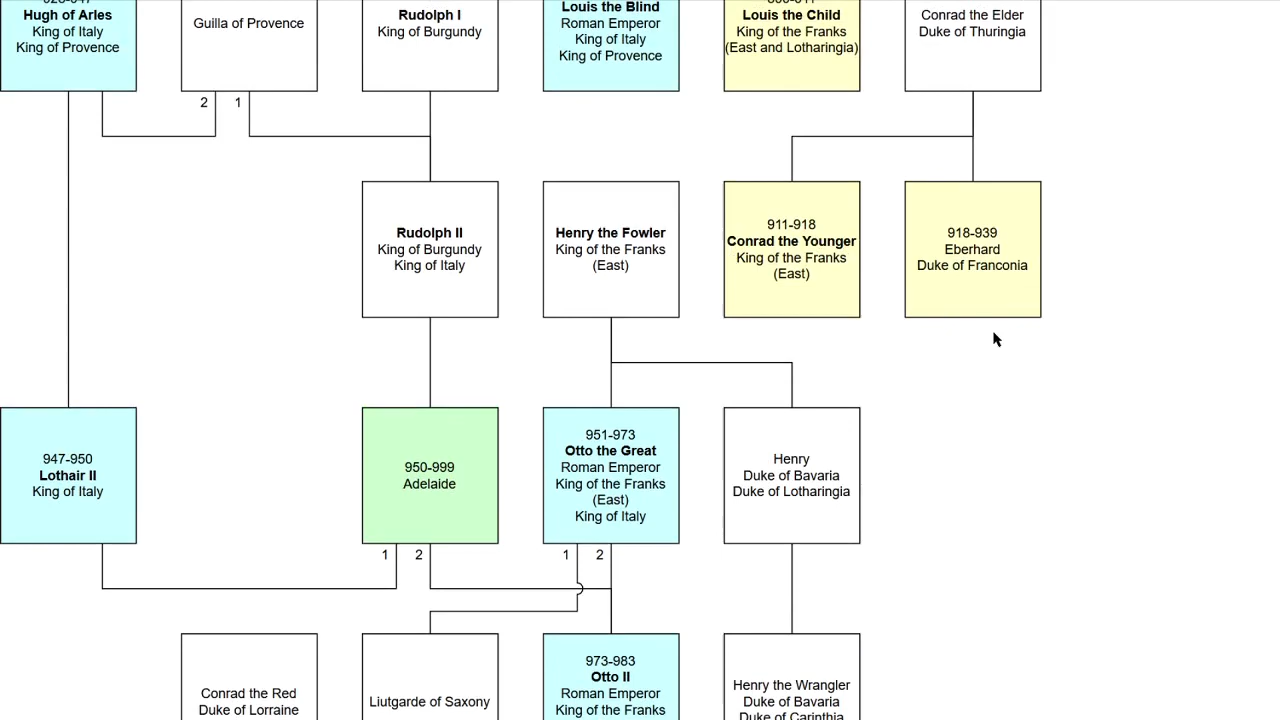 Hugh of Arles
King of Italy
King of Provence
Guilla of Provence
Rudolph I
King of Burgundy
Louis the Blind
Roman Emperor
King of Italy
King of Provence
Louis the Child
King of the Franks
(East and Lotharingia)
Conrad the Elder
Duke of Thuringia
2
1
Rudolph II
King of Burgundy
King of Italy
Henry the Fowler
King of the Franks
(East)
911-918
Conrad the Younger
King of the Franks
(East)
918-939
Eberhard
Duke of Franconia
947-950
Lothair II
King of Italy
950-999
Adelaide
951-973
Otto the Great
Roman Emperor
King of the Franks
(East)
King of Italy
Henry
Duke of Bavaria
Duke of Lotharingia
1
2
1
2
Conrad the Red
Duke of Lorraine
Liutgarde of Saxony
973-983
Otto II
Roman Emperor
King of the Franks
Henry the Wrangler
Duke of Bavaria
Duke of Carinthia